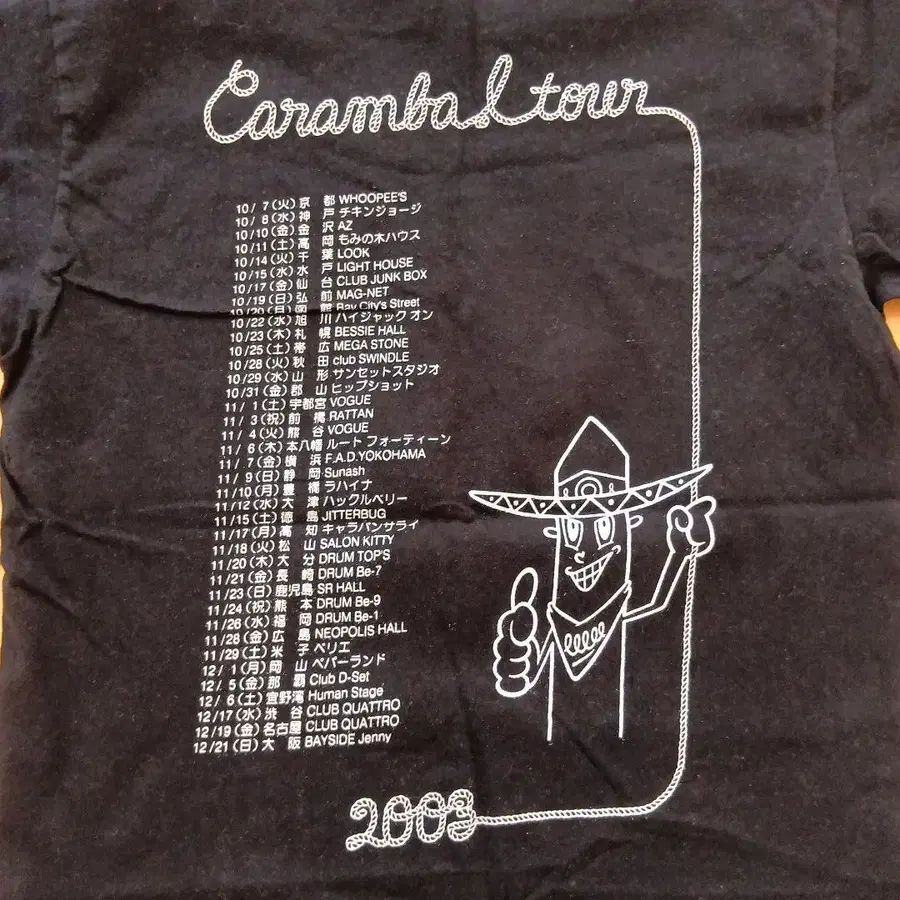 Caramba l tour
10/ 7(火)京　都 WHOOPEE'S
10/ 8(水)神　戸 チキンジョージ
10/10(金)金　沢 AZ
10/11(土)高　岡 もみの木ハウス
10/14(火)千　葉 LOOK
10/15(水)水　戸 LIGHT HOUSE
10/17(金)仙　台 CLUB JUNK BOX
10/19(日)弘　前 MAG-NET
10/20(月)函　館 Bay City's Street
10/22(水)旭　川 ハイジャック オン
10/23(木)札　幌 BESSIE HALL
10/25(土)帯　広 MEGA STONE
10/28(火)秋　田 club SWINDLE
10/29(水)山　形 サンセットスタジオ
10/31(金)郡　山 ヒップショット
11/ 1(土)宇都宮 VOGUE
11/ 3(祝)前　橋 RATTAN
11/ 4(火)熊　谷 VOGUE
11/ 6(木)本八幡 ルート フォーティーン
11/ 7(金)横　浜 F.A.D.YOKOHAMA
11/ 9(日)静　岡 Sunash
11/10(月)豊　橋 ラハイナ
11/12(水)大　津 ハックルベリー
11/15(土)徳　島 JITTERBUG
11/17(月)高　知 キャラバンサライ
11/18(火)松　山 SALON KITTY
11/20(木)大　分 DRUM TOP'S
11/21(金)長　崎 DRUM Be-7
11/23(日)鹿児島 SR HALL
11/24(祝)熊　本 DRUM Be-9
11/26(水)福　岡 DRUM Be-1
11/28(金)広　島 NEOPOLIS HALL
11/29(土)米　子 ベリエ
12/ 1(月)岡　山 ペパーランド
12/ 5(金)那　覇 Club D-Set
12/ 6(土)宜野湾 Human Stage
12/17(水)渋　谷 CLUB QUATTRO
12/19(金)名古屋 CLUB QUATTRO
12/21(日)大　阪 BAYSIDE Jenny
2003